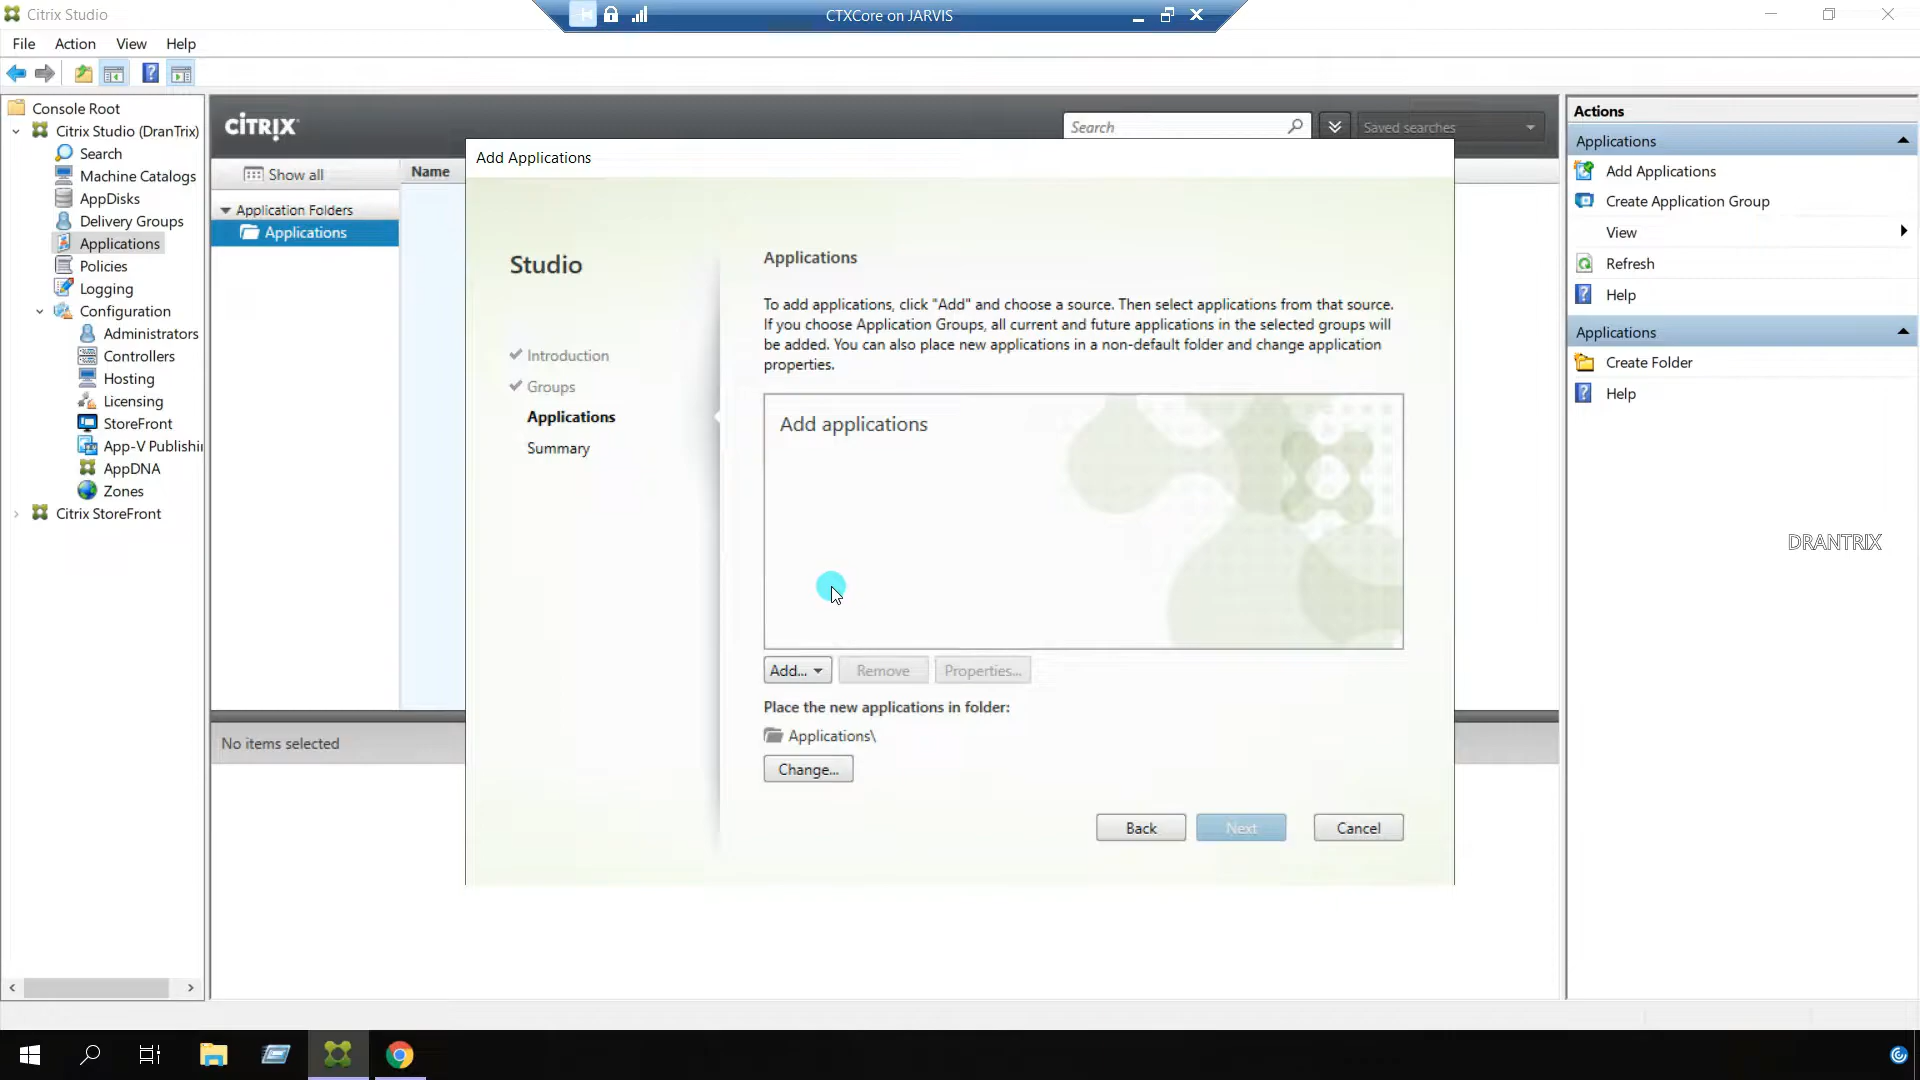 Citrix Studio
CTXCore on JARVIS
File Action View Help
Console Root
Citrix Studio (DranTrix)
Search
Machine Catalogs
AppDisks
Delivery Groups
Applications
Policies
Logging
Configuration
Administrators
Controllers
Hosting
Licensing
StoreFront
App-V Publishi
AppDNA
Zones
Citrix StoreFront
CITRIX
Search
Saved searches
Show all
Name
Application Folders
Applications
No items selected
Add Applications
Studio
Introduction
Groups
Applications
Summary
Applications
To add applications, click "Add" and choose a source. Then select applications from that source.
If you choose Application Groups, all current and future applications in the selected groups will
be added. You can also place new applications in a non-default folder and change application
properties.
Add applications
Add... Remove Properties...
Place the new applications in folder:
Applications\
Change...
Back Next Cancel
Actions
Applications
Add Applications
Create Application Group
View
Refresh
Help
Applications
Create Folder
Help
DRANTRIX